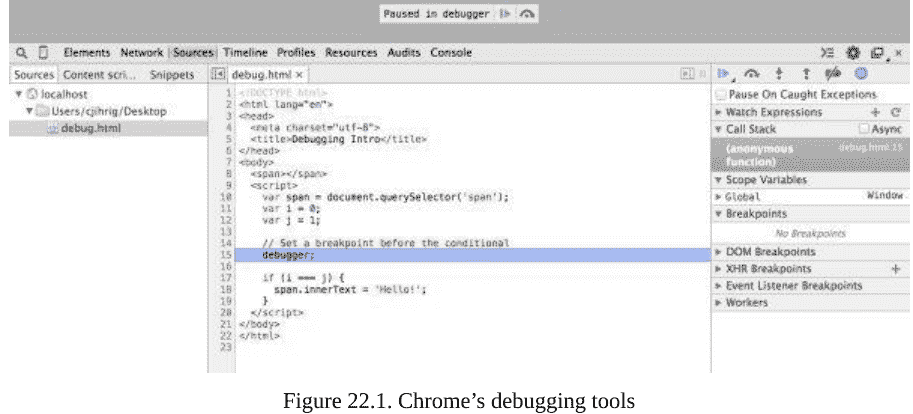 Paused in debugger
Elements Network Sources Timeline Profiles Resources Audits Console
Sources Content scri... Snippets
debug.html ×
localhost
Users/cjihrig/Desktop
debug.html
1 <!DOCTYPE html>
2 <html lang="en">
3 <head>
4 <meta charset="utf-8">
5 <title>Debugging Intro</title>
6 </head>
7 <body>
8 <span></span>
9 <script>
10 var span = document.querySelector('span');
11 var i = 0;
12 var j = 1;
13
14 // Set a breakpoint before the conditional
15 debugger;
16
17 if (i === j) {
18 span.innerText = 'Hello!';
19 }
20 </script>
21 </body>
22 </html>
23
Pause On Caught Exceptions
Watch Expressions
Call Stack Async
(anonymous function) debug.html:15
Scope Variables
Global Window
Breakpoints
No Breakpoints
DOM Breakpoints
XHR Breakpoints
Event Listener Breakpoints
Workers
Figure 22.1. Chrome’s debugging tools